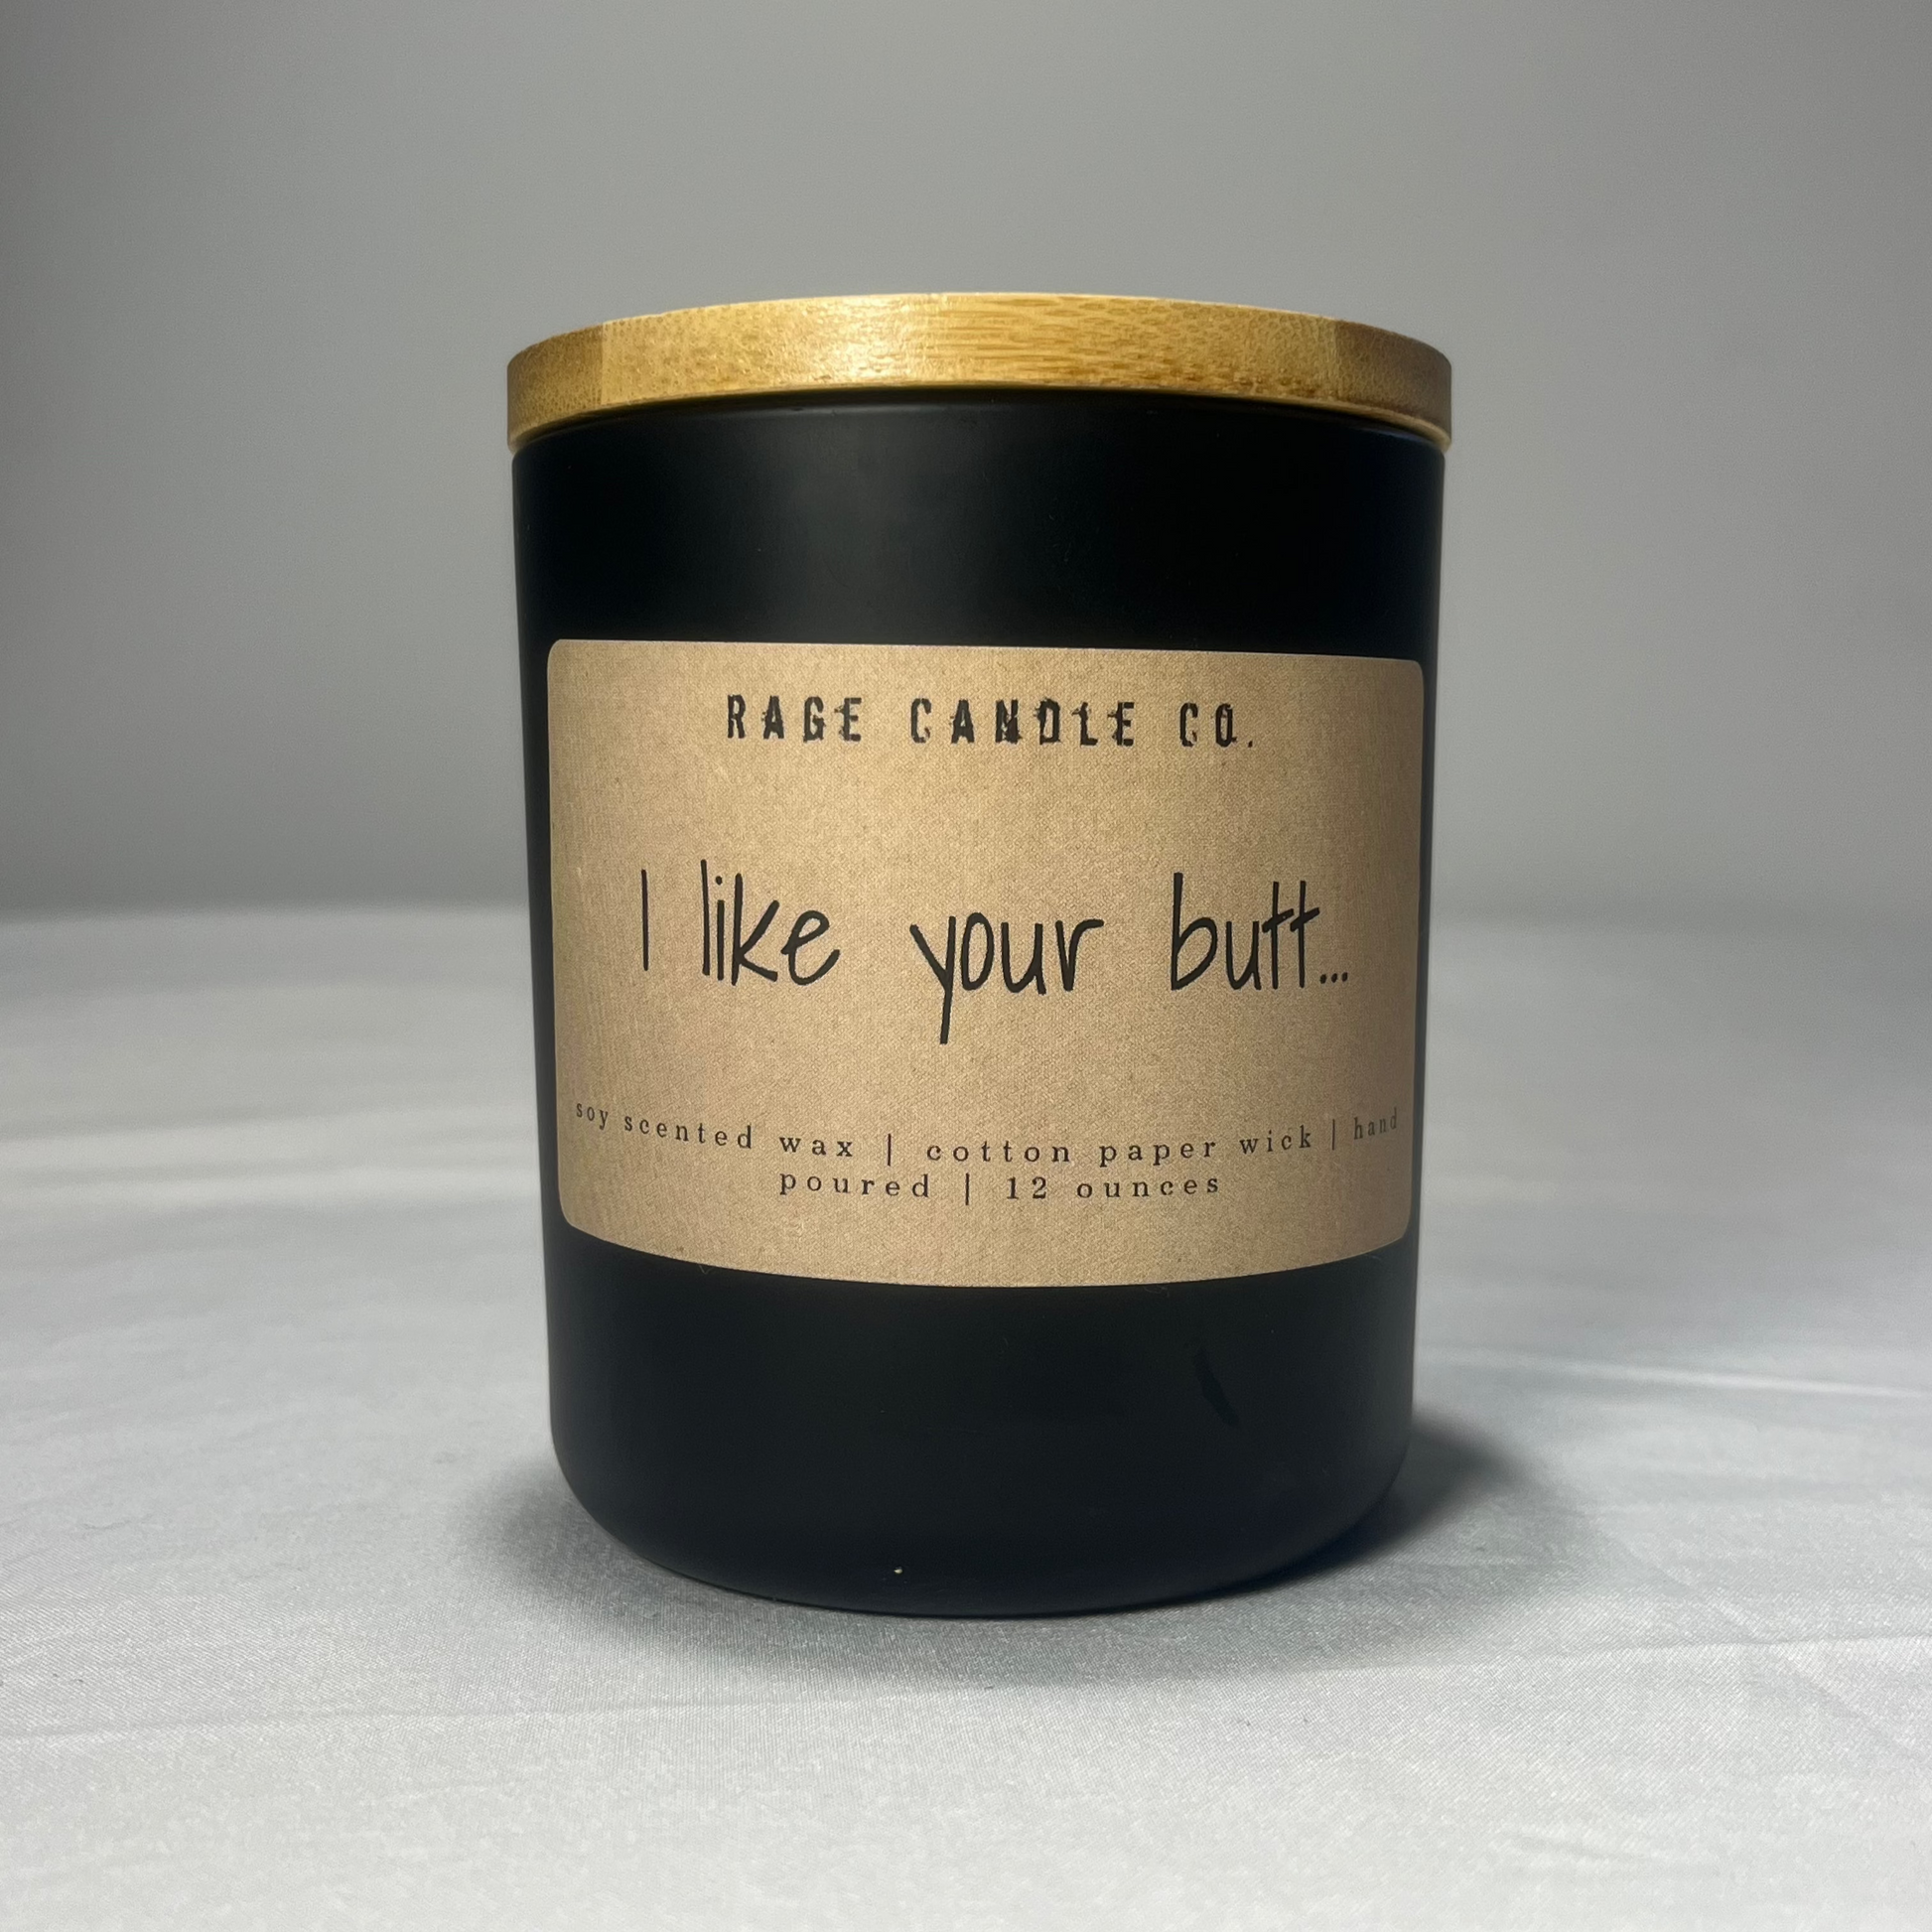 RAGE CANDLE CO.
I like your butt...
soy scented wax | cotton paper wick | hand
poured | 12 ounces